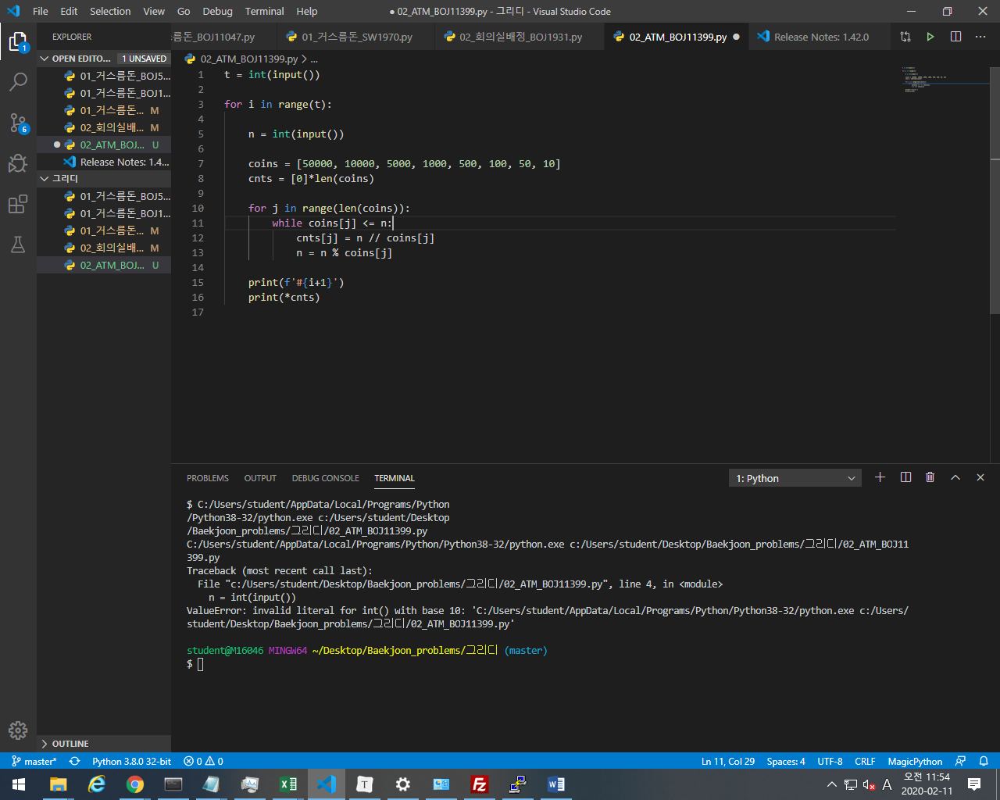 File Edit Selection View Go Debug Terminal Help
● 02_ATM_BOJ11399.py - 그리디 - Visual Studio Code
EXPLORER
스름돈_BOJ11047.py
01_거스름돈_SW1970.py
02_회의실배정_BOJ1931.py
02_ATM_BOJ11399.py
Release Notes: 1.42.0
OPEN EDITO... 1 UNSAVED
01_거스름돈_BOJ5...
01_거스름돈_BOJ1...
01_거스름돈... M
02_회의실배... M
02_ATM_BOJ... U
Release Notes: 1.4...
그리디
01_거스름돈_BOJ5...
01_거스름돈_BOJ1...
01_거스름돈... M
02_회의실배... M
02_ATM_BOJ... U
OUTLINE
1
6
02_ATM_BOJ11399.py > ...
1 t = int(input())
2
3 for i in range(t):
4
5 n = int(input())
6
7 coins = [50000, 10000, 5000, 1000, 500, 100, 50, 10]
8 cnts = [0]*len(coins)
9
10 for j in range(len(coins)):
11 while coins[j] <= n:
12 cnts[j] = n // coins[j]
13 n = n % coins[j]
14
15 print(f'#{i+1}')
16 print(*cnts)
17
PROBLEMS OUTPUT DEBUG CONSOLE TERMINAL
1: Python
$ C:/Users/student/AppData/Local/Programs/Python
/Python38-32/python.exe c:/Users/student/Desktop
/Baekjoon_problems/그리디/02_ATM_BOJ11399.py
C:/Users/student/AppData/Local/Programs/Python/Python38-32/python.exe c:/Users/student/Desktop/Baekjoon_problems/그리디/02_ATM_BOJ11
399.py
Traceback (most recent call last):
File "c:/Users/student/Desktop/Baekjoon_problems/그리디/02_ATM_BOJ11399.py", line 4, in <module>
n = int(input())
ValueError: invalid literal for int() with base 10: 'C:/Users/student/AppData/Local/Programs/Python/Python38-32/python.exe c:/Users/
student/Desktop/Baekjoon_problems/그리디/02_ATM_BOJ11399.py'
student@M16046 MINGW64 ~/Desktop/Baekjoon_problems/그리디 (master)
$
master* Python 3.8.0 32-bit 0 0 Ln 11, Col 29 Spaces: 4 UTF-8 CRLF MagicPython
A 오전 11:54
2020-02-11